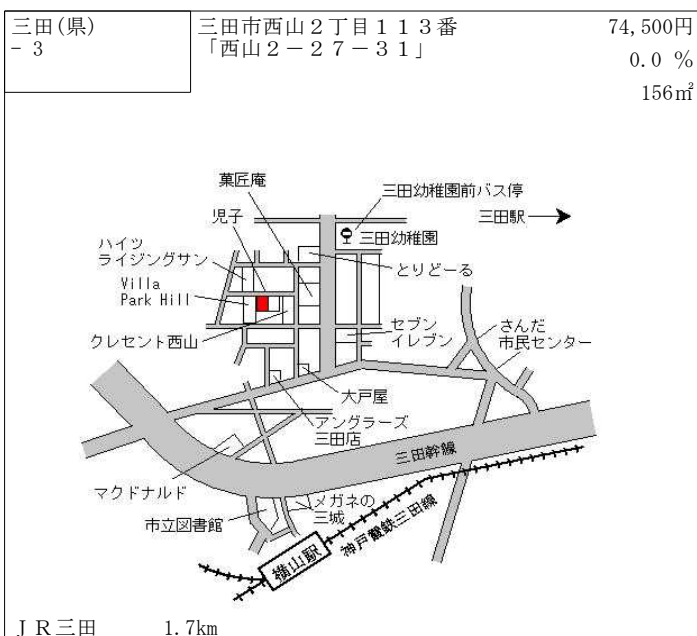 三田(県)
- 3
三田市西山２丁目１１３番
「西山２－２７－３１」
74,500円
0.0 %
156㎡
菓匠庵
三田幼稚園前バス停
児子
三田駅
三田幼稚園
ハイツ
ライジングサン
とりどーる
Villa
Park Hill
クレセント西山
セブン
イレブン
さんだ
市民センター
大戸屋
アングラーズ
三田店
三田幹線
マクドナルド
メガネの
三城
市立図書館
神戸電鉄三田線
横山駅
ＪＲ三田 1.7km